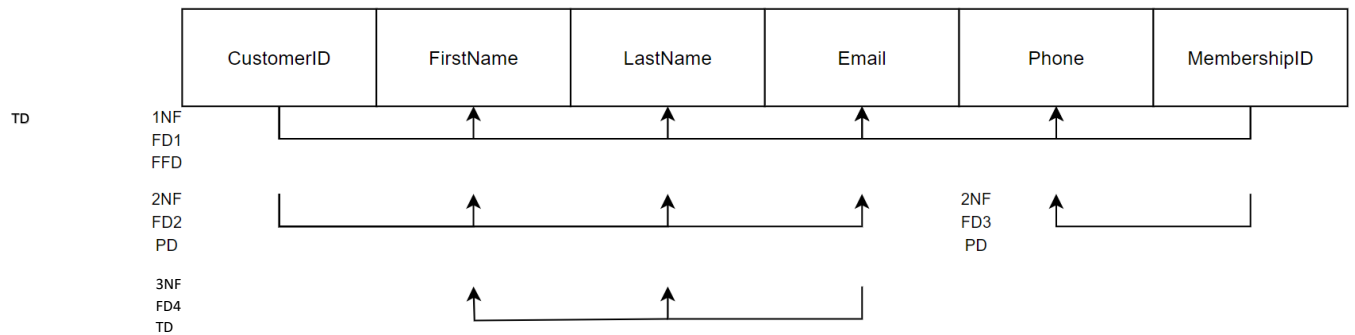 CustomerID FirstName LastName Email Phone MembershipID
TD
1NF
FD1
FFD
2NF
FD2
PD
2NF
FD3
PD
3NF
FD4
TD